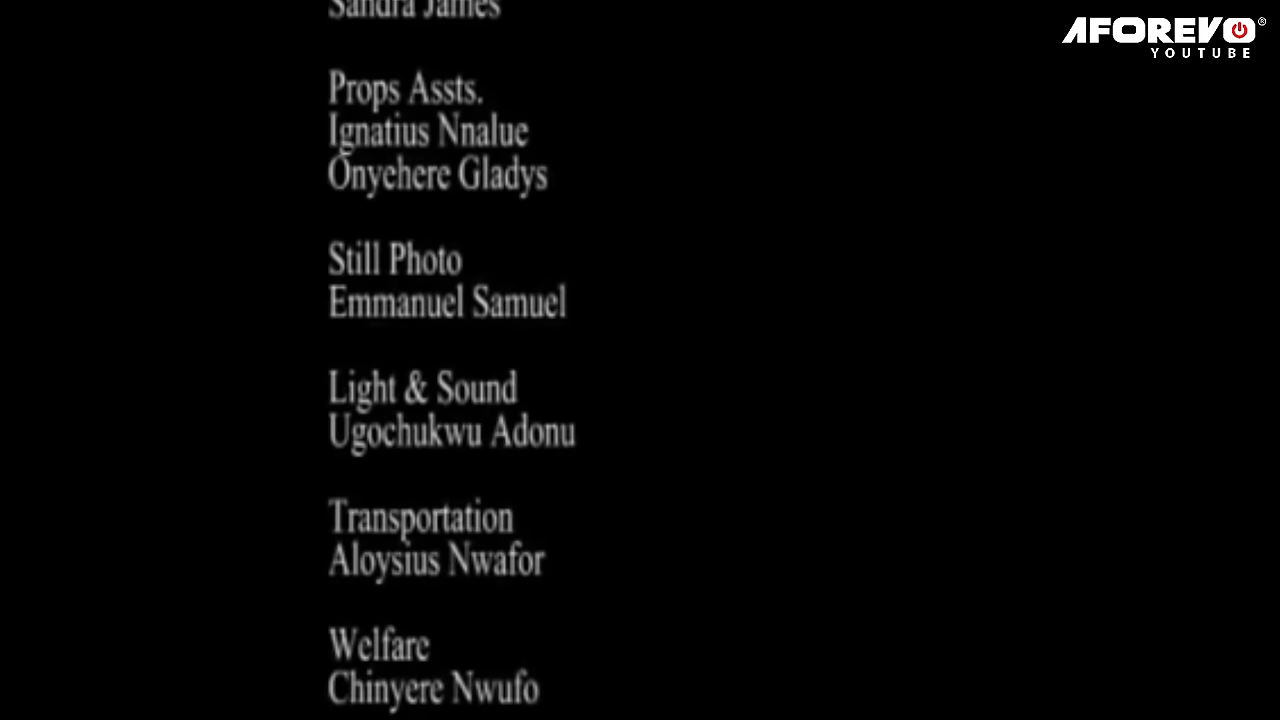 Sandra James
AFOREVO®
YOUTUBE
Props Assts.
Ignatius Nnalue
Onyehere Gladys
Still Photo
Emmanuel Samuel
Light & Sound
Ugochukwu Adonu
Transportation
Aloysius Nwafor
Welfare
Chinyere Nwufo